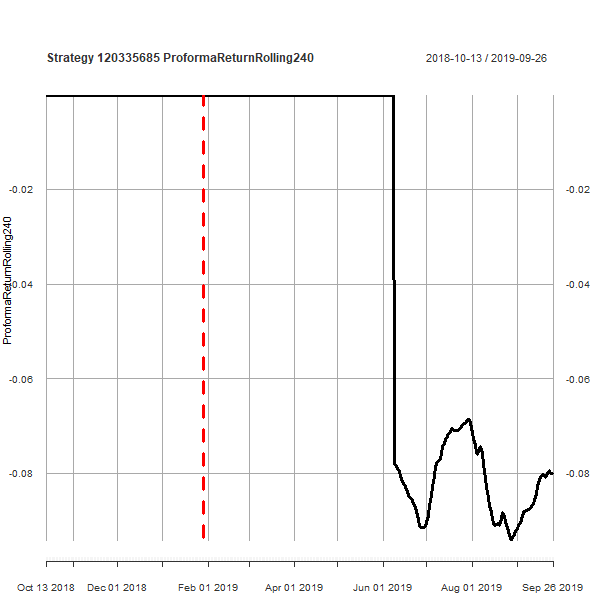 Strategy 120335685 ProformaReturnRolling240
2018-10-13 / 2019-09-26
-0.02
-0.02
ProformaReturnRolling240
-0.04
-0.04
-0.06
-0.06
-0.08
-0.08
Oct 13 2018
Dec 01 2018
Feb 01 2019
Apr 01 2019
Jun 01 2019
Aug 01 2019
Sep 26 2019